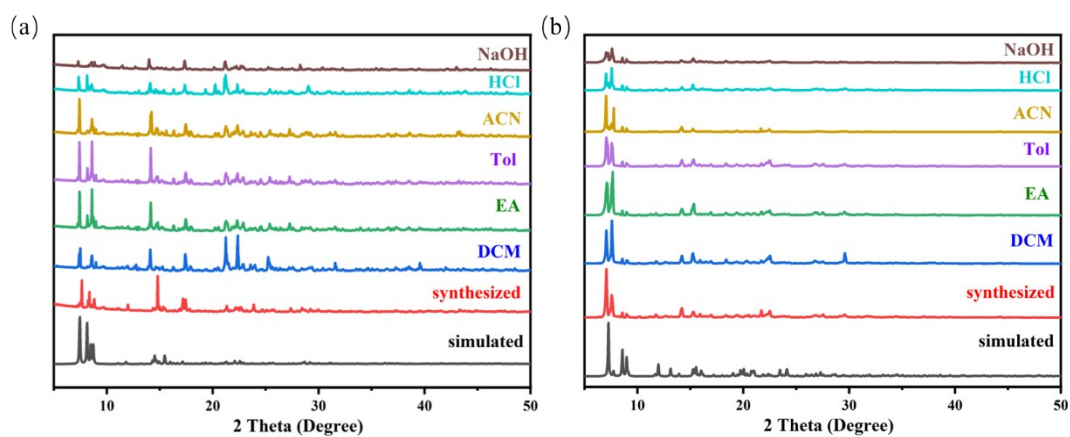 (a)
NaOH
HCl
ACN
Tol
EA
DCM
synthesized
simulated
10 20 30 40 50
2 Theta (Degree)
(b)
NaOH
HCl
ACN
Tol
EA
DCM
synthesized
simulated
10 20 30 40 50
2 Theta (Degree)